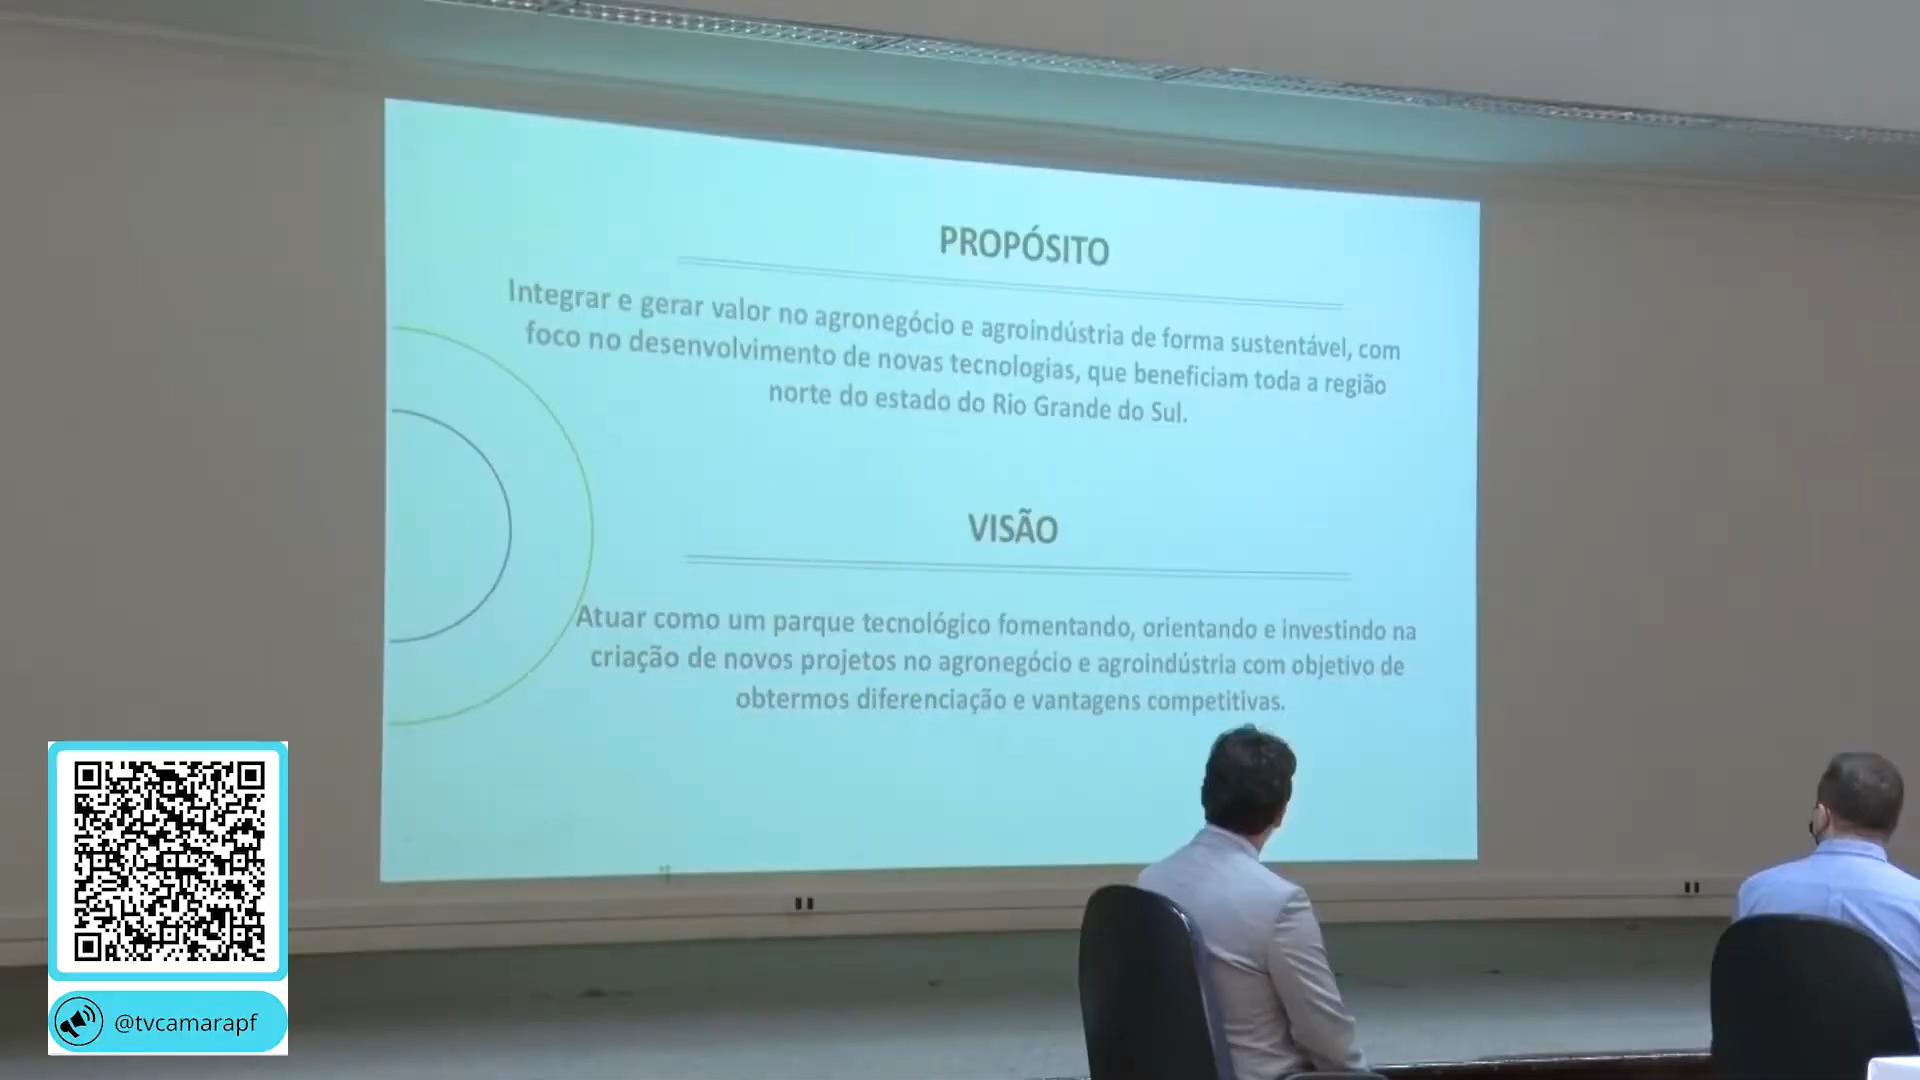 PROPÓSITO
Integrar e gerar valor no agronegócio e agroindústria de forma sustentável, com
foco no desenvolvimento de novas tecnologias, que beneficiam toda a região
norte do estado do Rio Grande do Sul.
VISÃO
Atuar como um parque tecnológico fomentando, orientando e investindo na
criação de novos projetos no agronegócio e agroindústria com objetivo de
obtermos diferenciação e vantagens competitivas.
@tvcamarapf